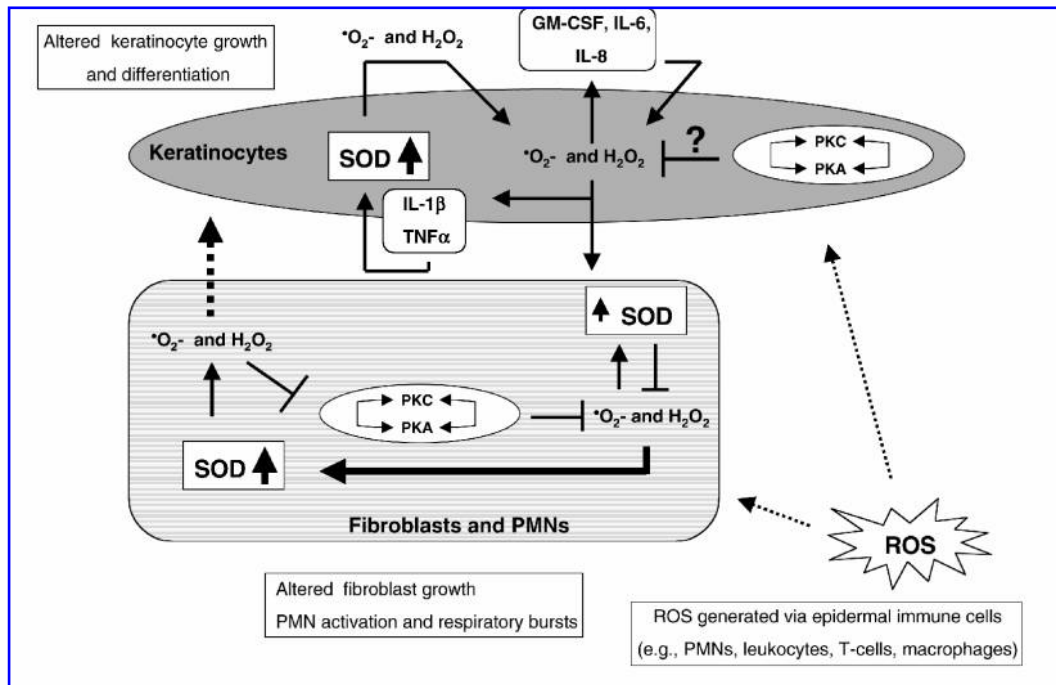 Altered keratinocyte growth
and differentiation
•O₂- and H₂O₂
GM-CSF, IL-6,
IL-8
Keratinocytes
SOD
•O₂- and H₂O₂
?
PKC
PKA
IL-1β
TNFα
SOD
•O₂- and H₂O₂
PKC
PKA
•O₂- and H₂O₂
SOD
Fibroblasts and PMNs
ROS
Altered fibroblast growth
PMN activation and respiratory bursts
ROS generated via epidermal immune cells
(e.g., PMNs, leukocytes, T-cells, macrophages)